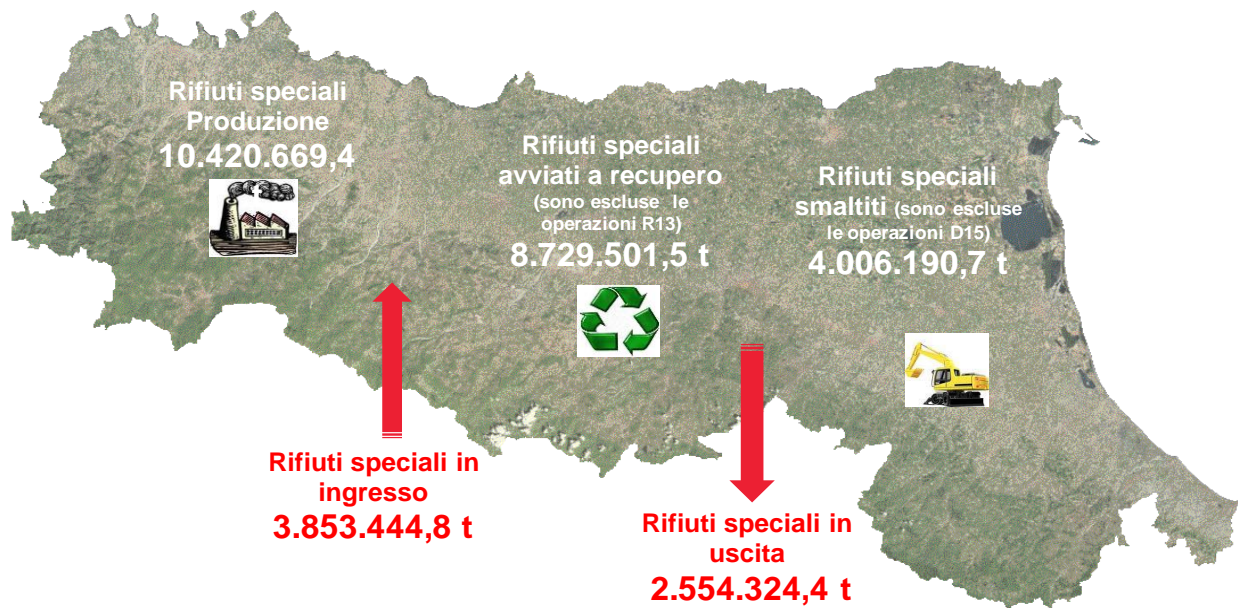 Rifiuti speciali
Produzione
10.420.669,4
Rifiuti speciali
avviati a recupero
(sono escluse le
operazioni R13)
8.729.501,5 t
Rifiuti speciali
smaltiti (sono escluse
le operazioni D15)
4.006.190,7 t
Rifiuti speciali in
ingresso
3.853.444,8 t
Rifiuti speciali in
uscita
2.554.324,4 t